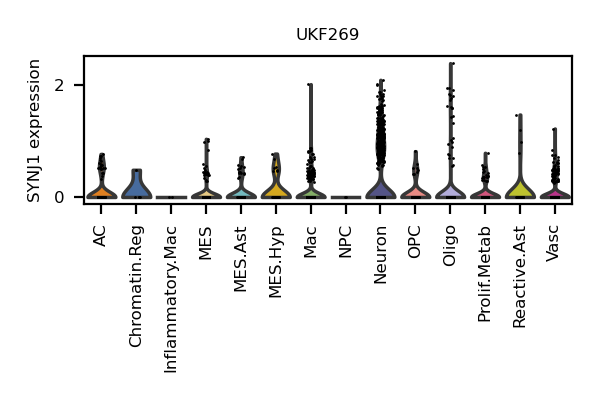 UKF269
SYNJ1 expression
2
0
AC
Chromatin.Reg
Inflammatory.Mac
MES
MES.Ast
MES.Hyp
Mac
NPC
Neuron
OPC
Oligo
Prolif.Metab
Reactive.Ast
Vasc